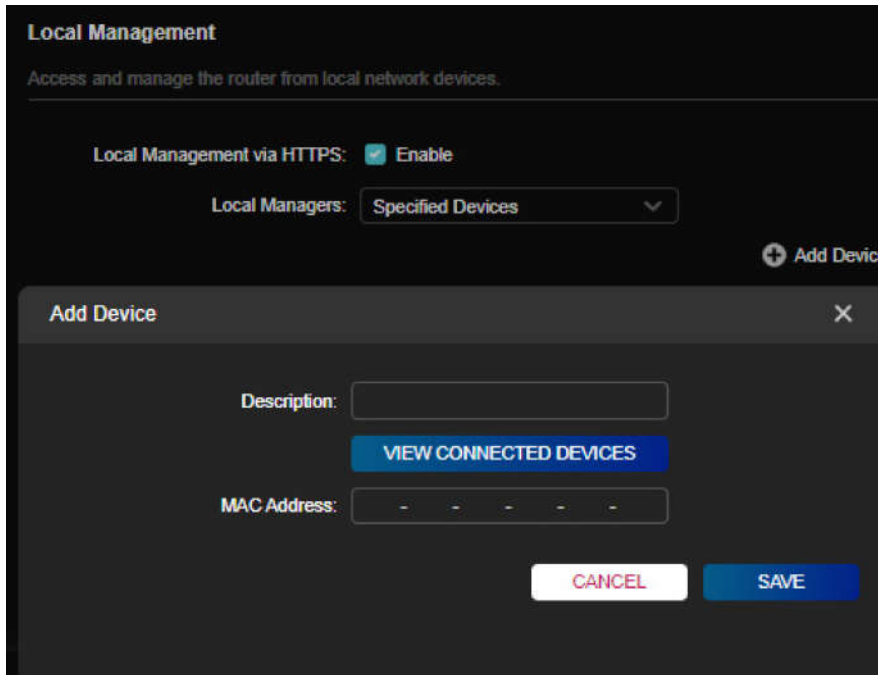 Local Management
Access and manage the router from local network devices.
Local Management via HTTPS: Enable
Local Managers: Specified Devices
Add Devic
Add Device
Description:
VIEW CONNECTED DEVICES
MAC Address: - - - - -
CANCEL SAVE